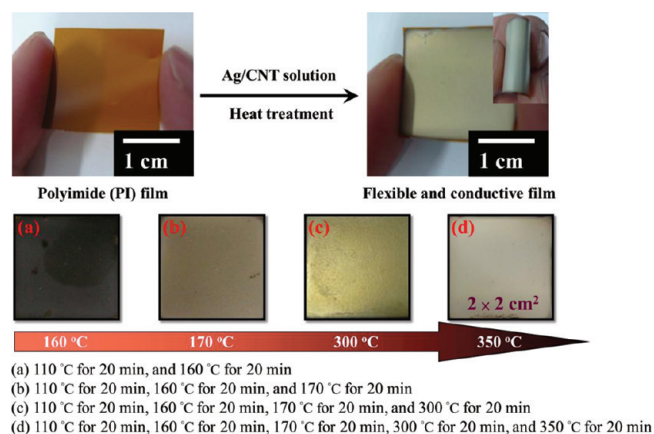 Ag/CNT solution
Heat treatment
1 cm
1 cm
Polyimide (PI) film
Flexible and conductive film
(a)
(b)
(c)
(d)
2 × 2 cm²
160 °C
170 °C
300 °C
350 °C
(a) 110 °C for 20 min, and 160 °C for 20 min
(b) 110 °C for 20 min, 160 °C for 20 min, and 170 °C for 20 min
(c) 110 °C for 20 min, 160 °C for 20 min, 170 °C for 20 min, and 300 °C for 20 min
(d) 110 °C for 20 min, 160 °C for 20 min, 170 °C for 20 min, 300 °C for 20 min, and 350 °C for 20 min